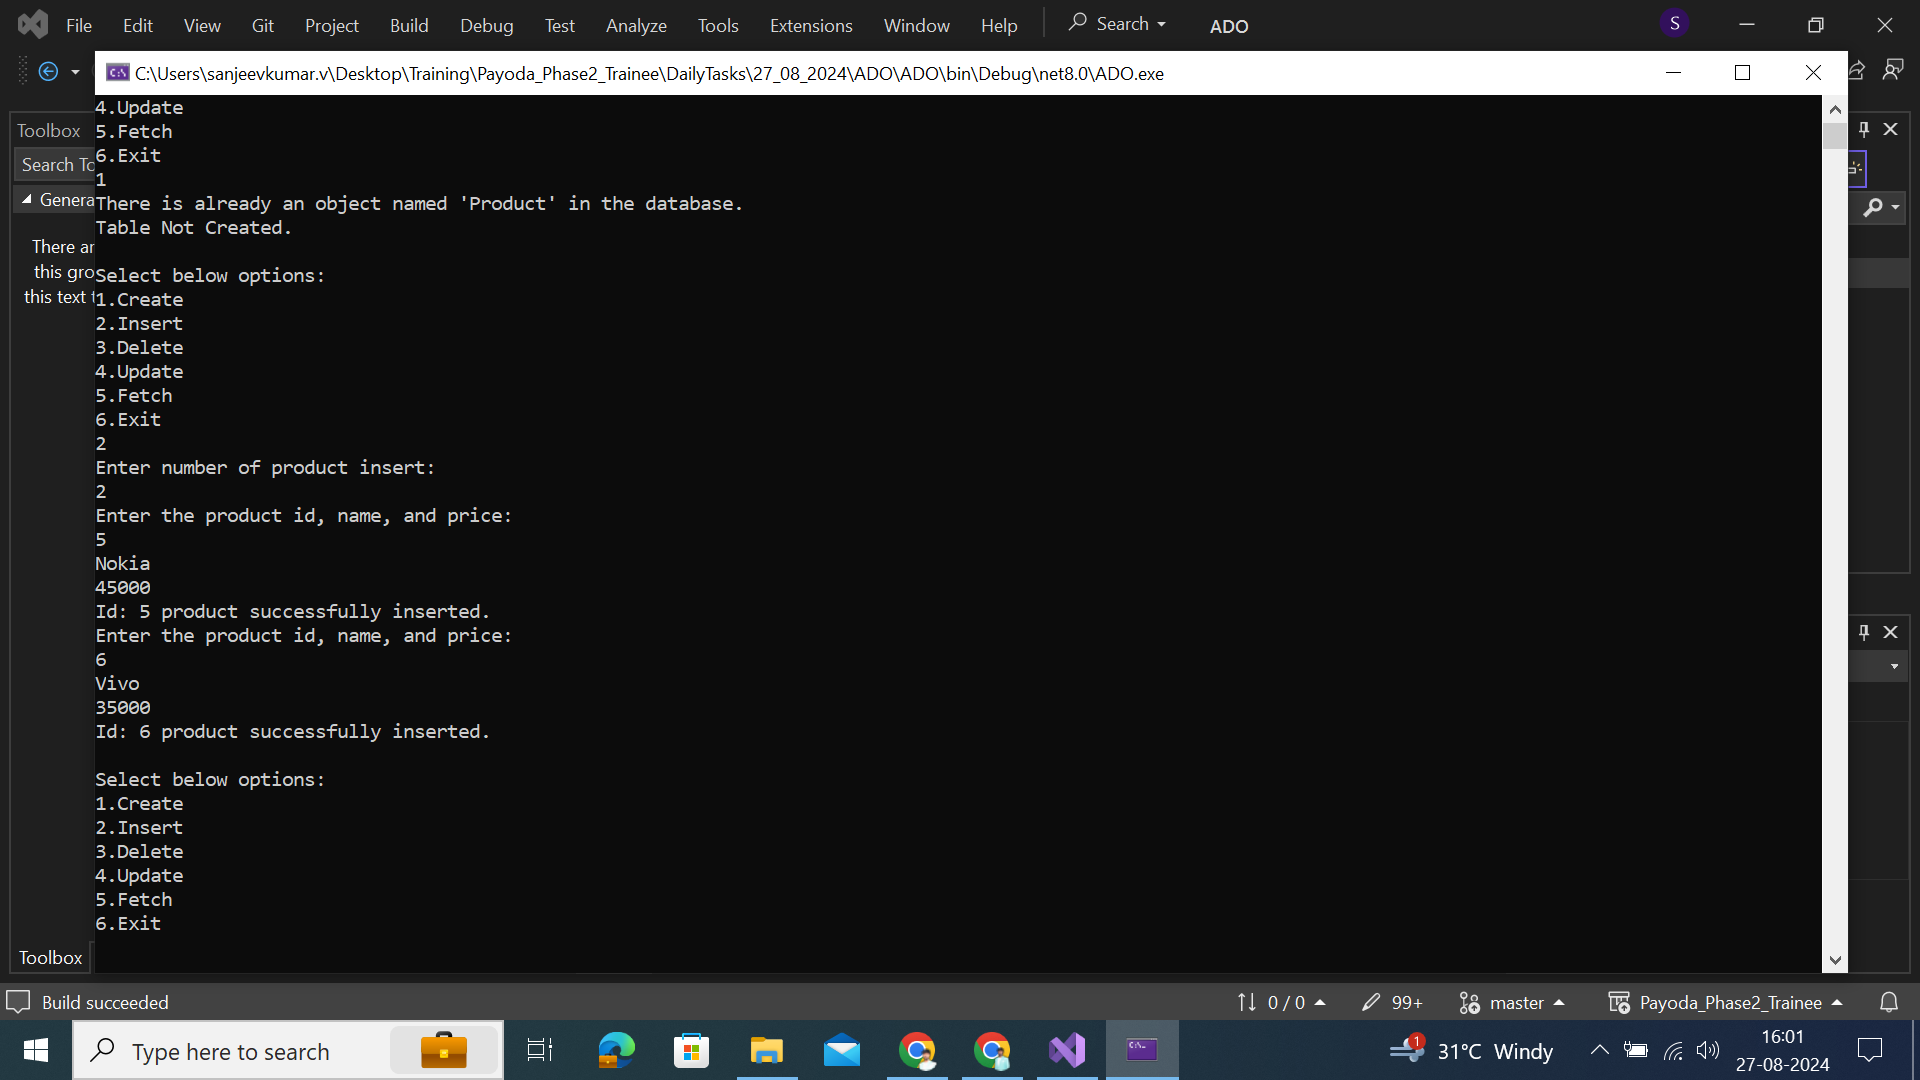 File Edit View Git Project Build Debug Test Analyze Tools Extensions Window Help Search ADO S
C:\Users\sanjeevkumar.v\Desktop\Training\Payoda_Phase2_Trainee\DailyTasks\27_08_2024\ADO\ADO\bin\Debug\net8.0\ADO.exe
Toolbox
Search To
Genera
There ar
this gro
this text t
4.Update
5.Fetch
6.Exit
1
There is already an object named 'Product' in the database.
Table Not Created.
Select below options:
1.Create
2.Insert
3.Delete
4.Update
5.Fetch
6.Exit
2
Enter number of product insert:
2
Enter the product id, name, and price:
5
Nokia
45000
Id: 5 product successfully inserted.
Enter the product id, name, and price:
6
Vivo
35000
Id: 6 product successfully inserted.
Select below options:
1.Create
2.Insert
3.Delete
4.Update
5.Fetch
6.Exit
Toolbox
Build succeeded 0 / 0 99+ master Payoda_Phase2_Trainee
Type here to search 1 31°C Windy 16:01
27-08-2024